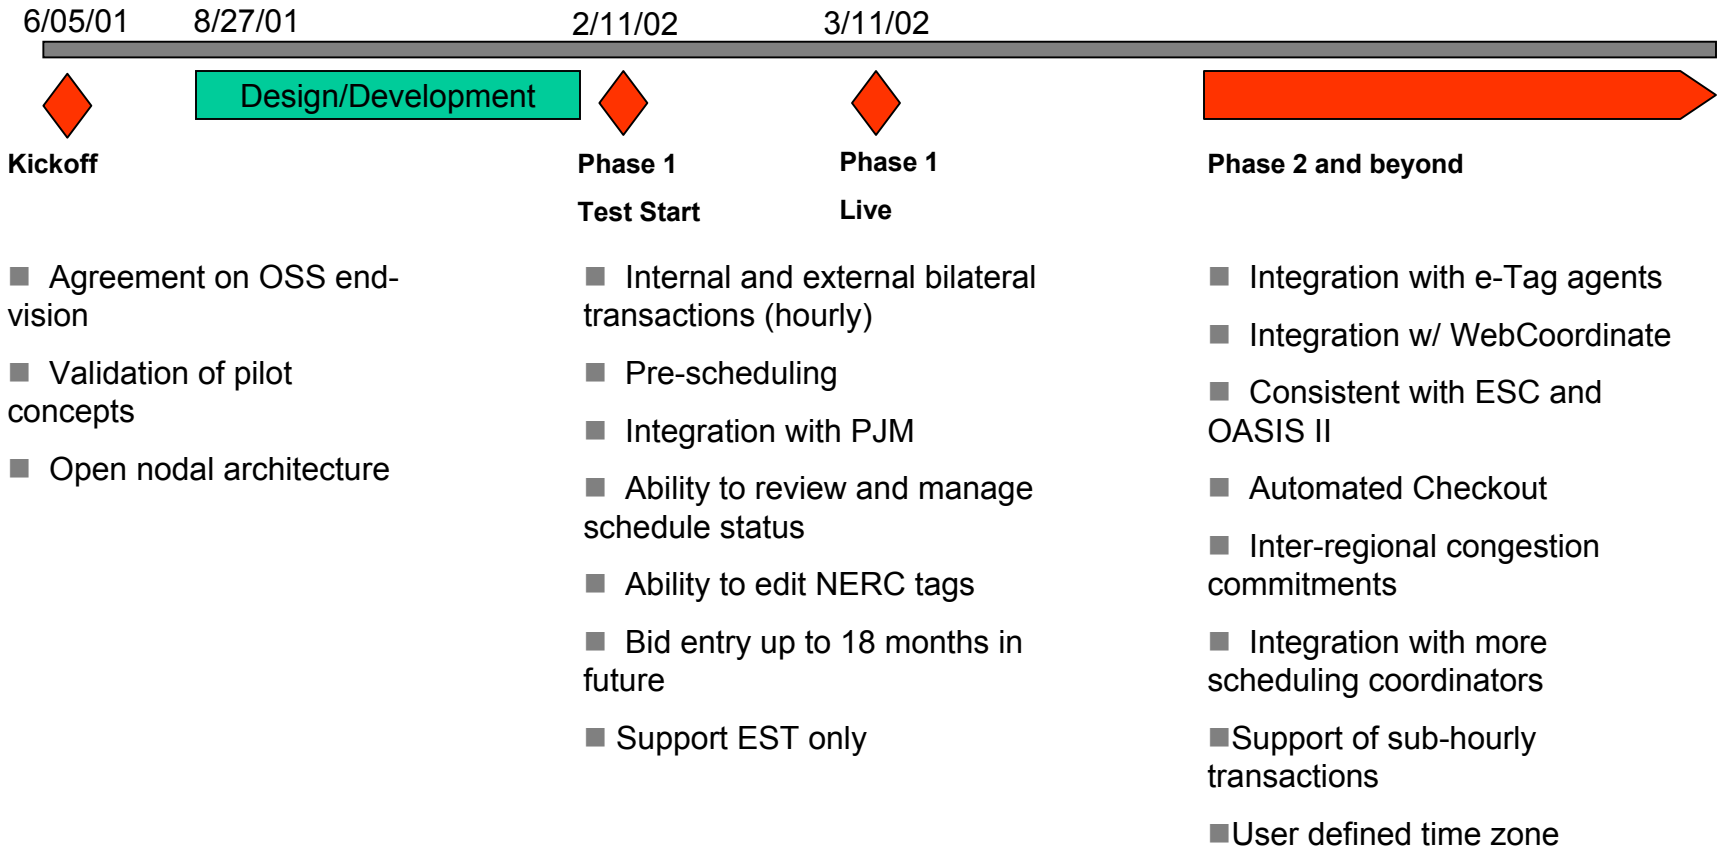 6/05/01 8/27/01 2/11/02 3/11/02
Design/Development
Kickoff
■ Agreement on OSS end-
vision
■ Validation of pilot
concepts
■ Open nodal architecture
Phase 1
Test Start
Phase 1
Live
■ Internal and external bilateral
transactions (hourly)
■ Pre-scheduling
■ Integration with PJM
■ Ability to review and manage
schedule status
■ Ability to edit NERC tags
■ Bid entry up to 18 months in
future
■ Support EST only
Phase 2 and beyond
■ Integration with e-Tag agents
■ Integration w/ WebCoordinate
■ Consistent with ESC and
OASIS II
■ Automated Checkout
■ Inter-regional congestion
commitments
■ Integration with more
scheduling coordinators
■Support of sub-hourly
transactions
■User defined time zone